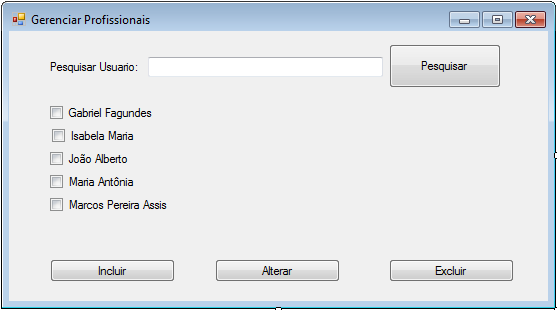 Gerenciar Profissionais
Pesquisar Usuario: Pesquisar
Gabriel Fagundes
Isabela Maria
João Alberto
Maria Antônia
Marcos Pereira Assis
Incluir Alterar Excluir